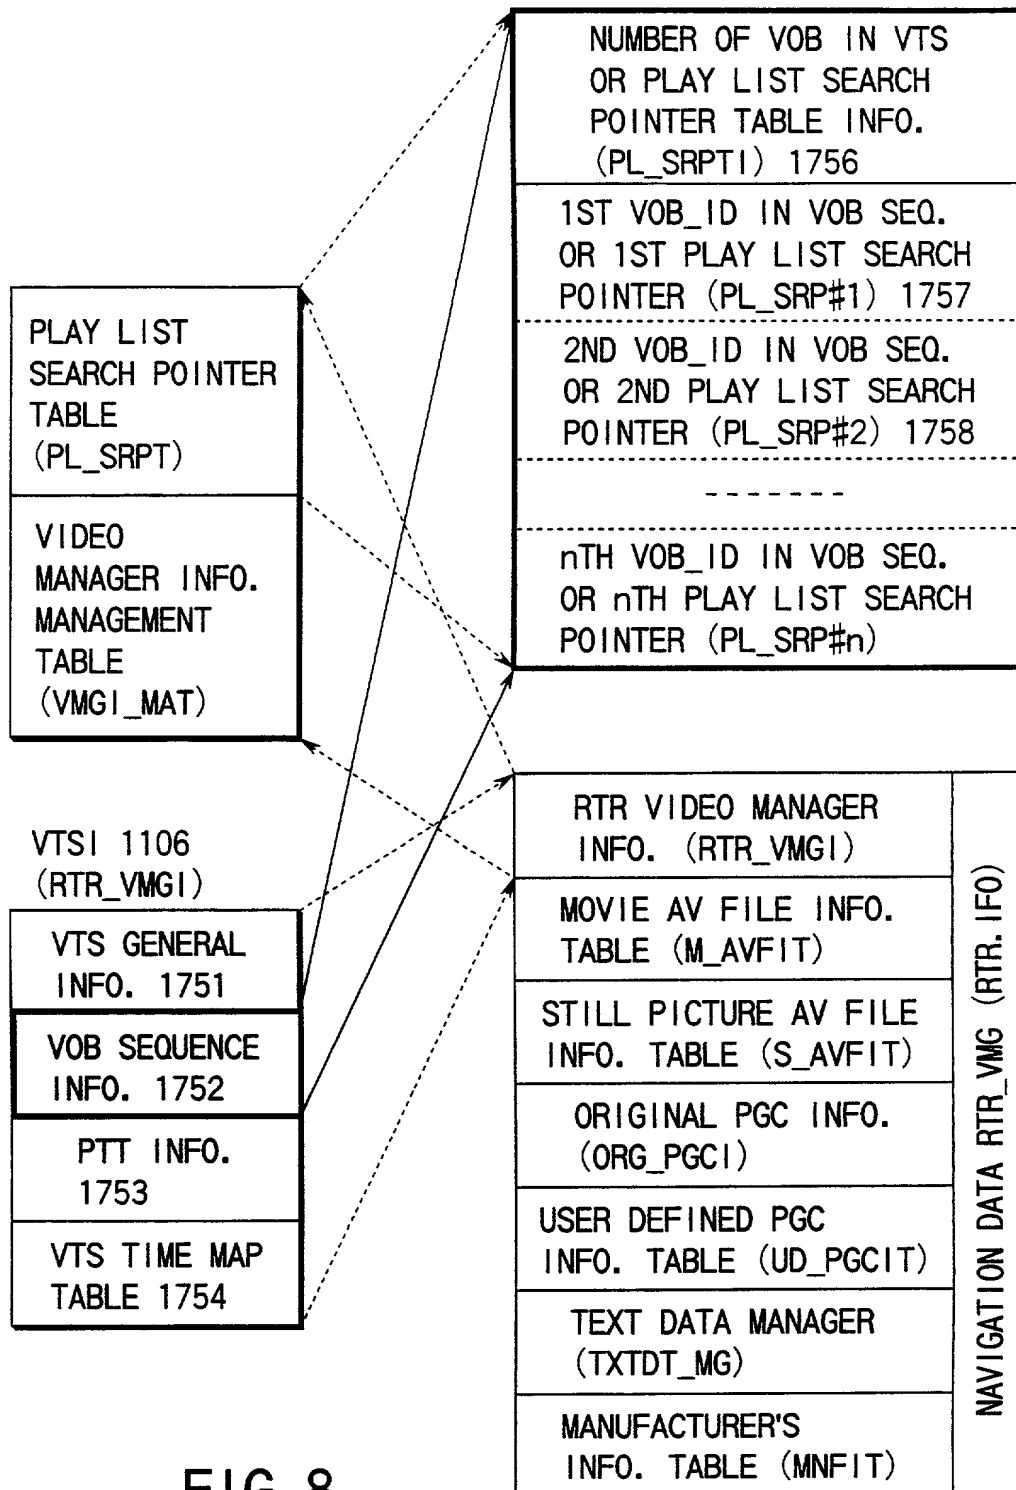 NUMBER OF VOB IN VTS
OR PLAY LIST SEARCH
POINTER TABLE INFO.
(PL_SRPTI) 1756
1ST VOB_ID IN VOB SEQ.
OR 1ST PLAY LIST SEARCH
POINTER (PL_SRP#1) 1757
2ND VOB_ID IN VOB SEQ.
OR 2ND PLAY LIST SEARCH
POINTER (PL_SRP#2) 1758
-------
nTH VOB_ID IN VOB SEQ.
OR nTH PLAY LIST SEARCH
POINTER (PL_SRP#n)
PLAY LIST
SEARCH POINTER
TABLE
(PL_SRPT)
VIDEO
MANAGER INFO.
MANAGEMENT
TABLE
(VMGI_MAT)
VTSI 1106
(RTR_VMGI)
VTS GENERAL
INFO. 1751
VOB SEQUENCE
INFO. 1752
PTT INFO.
1753
VTS TIME MAP
TABLE 1754
RTR VIDEO MANAGER
INFO. (RTR_VMGI)
MOVIE AV FILE INFO.
TABLE (M_AVFIT)
STILL PICTURE AV FILE
INFO. TABLE (S_AVFIT)
ORIGINAL PGC INFO.
(ORG_PGCI)
USER DEFINED PGC
INFO. TABLE (UD_PGCIT)
TEXT DATA MANAGER
(TXTDT_MG)
MANUFACTURER'S
INFO. TABLE (MNFIT)
NAVIGATION DATA RTR_VMG (RTR.IFO)
FIG. 8